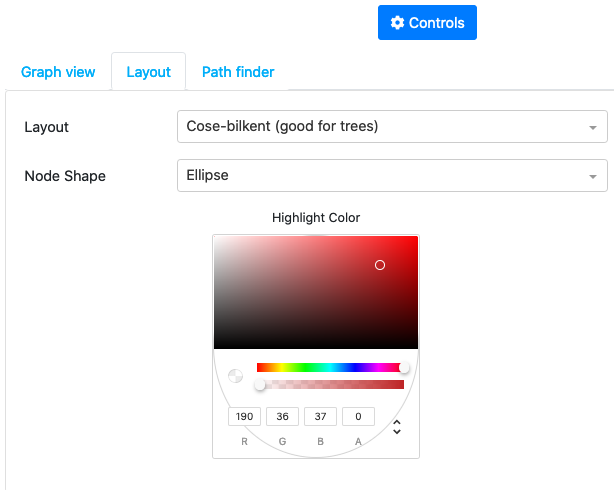 Controls
Graph view Layout Path finder
Layout Cose-bilkent (good for trees)
Node Shape Ellipse
Highlight Color
190 36 37 0
R G B A